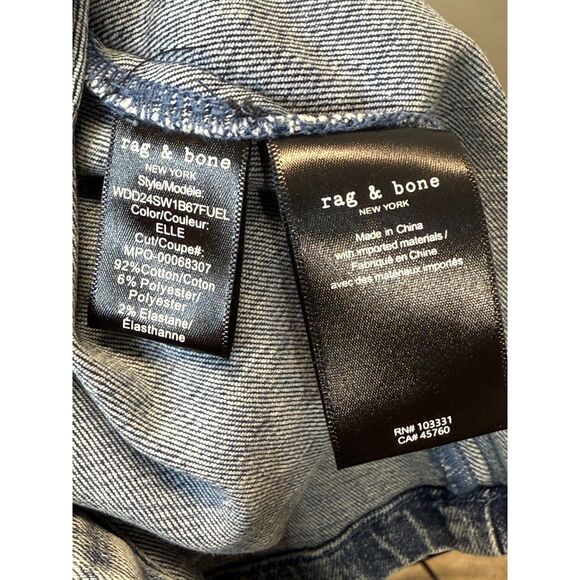 rag & bone
NEW YORK
Style/Modèle:
WDD24SW1B67FUEL
Color/Couleur:
ELLE
Cut/Coupe#:
MPO-00068307
92%Cotton/Coton
6% Polyester/
Polyester
2% Elastane/
Élasthanne
rag & bone
NEW YORK
Made in China
with imported materials/
Fabriqué en Chine
avec des matériaux importés
RN# 103331
CA# 45760